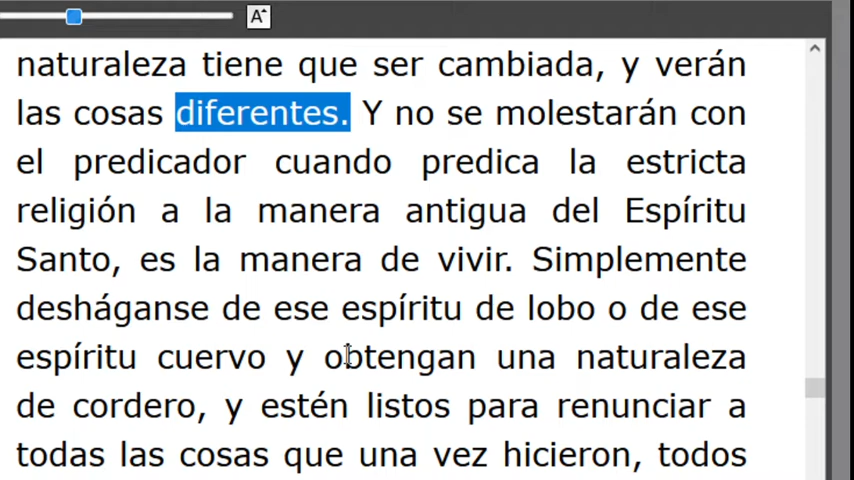 A
naturaleza tiene que ser cambiada, y verán
las cosas diferentes. Y no se molestarán con
el predicador cuando predica la estricta
religión a la manera antigua del Espíritu
Santo, es la manera de vivir. Simplemente
desháganse de ese espíritu de lobo o de ese
espíritu cuervo y obtengan una naturaleza
de cordero, y estén listos para renunciar a
todas las cosas que una vez hicieron, todos